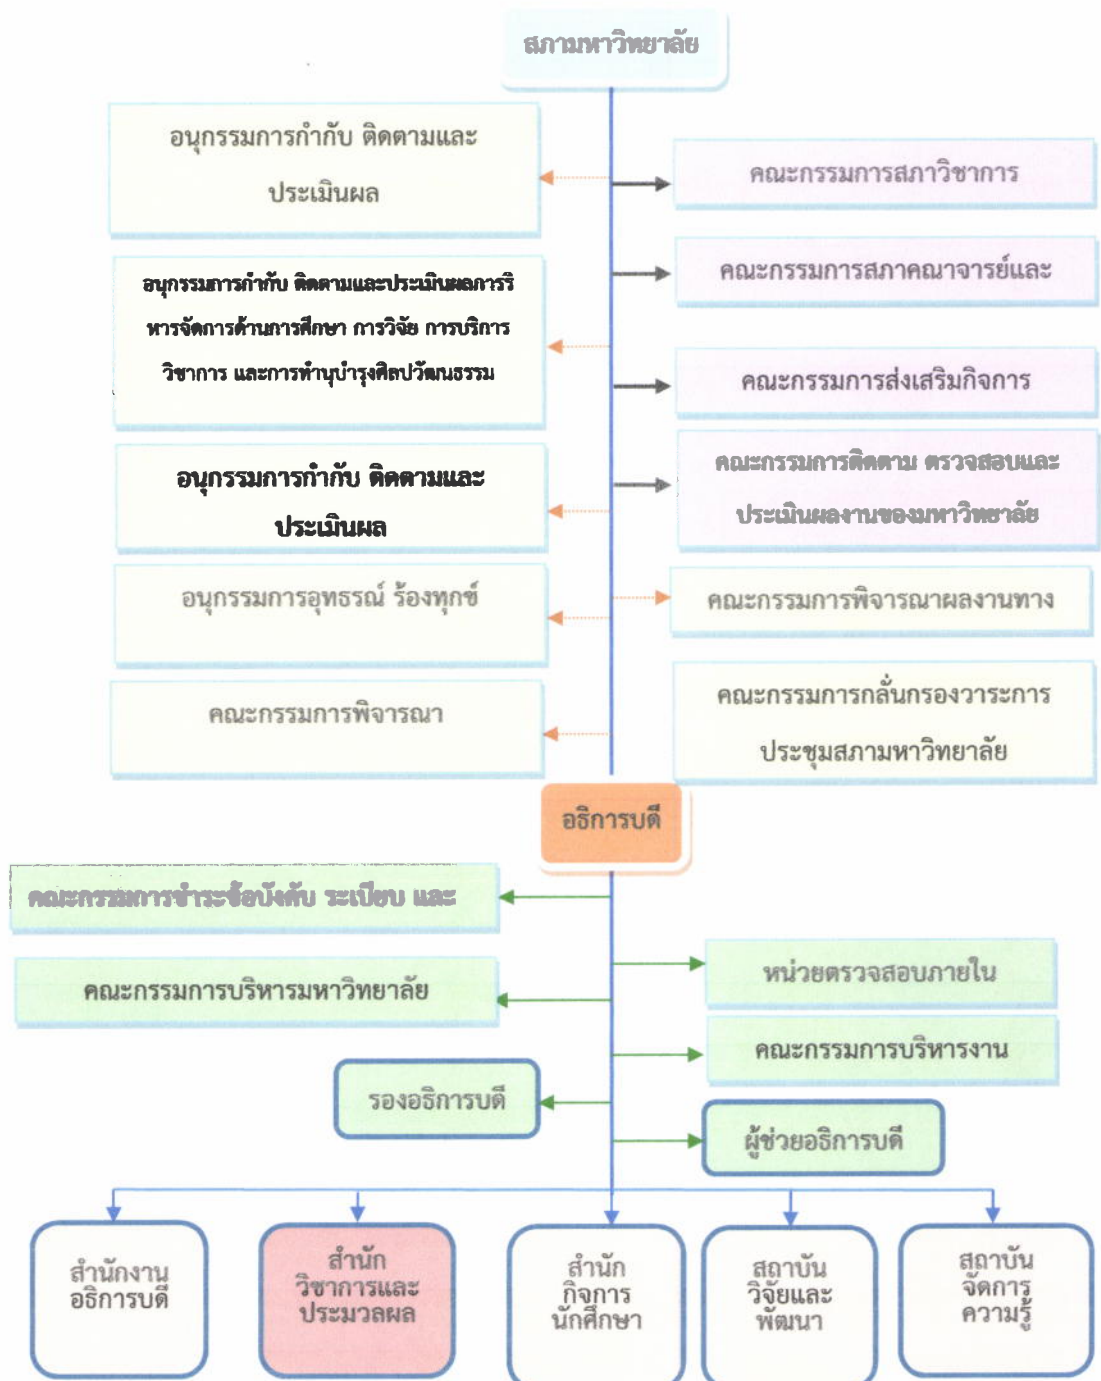 สภามหาวิทยาลัย
อนุกรรมการกำกับ ติดตามและ
ประเมินผล
คณะกรรมการสภาวิชาการ
อนุกรรมการกำกับ ติดตามและประเมินผลการริ
หารจัดการด้านการศึกษา การวิจัย การบริการ
วิชาการ และการทำนุบำรุงศิลปวัฒนธรรม
คณะกรรมการสภาคณาจารย์และ
คณะกรรมการส่งเสริมกิจการ
อนุกรรมการกำกับ ติดตามและ
ประเมินผล
คณะกรรมการติดตาม ตรวจสอบและ
ประเมินผลงานของมหาวิทยาลัย
อนุกรรมการอุทธรณ์ ร้องทุกข์
คณะกรรมการพิจารณาผลงานทาง
คณะกรรมการพิจารณา
คณะกรรมการกลั่นกรองวาระการ
ประชุมสภามหาวิทยาลัย
อธิการบดี
คณะกรรมการชำระข้อบังคับ ระเบียบ และ
หน่วยตรวจสอบภายใน
คณะกรรมการบริหารมหาวิทยาลัย
คณะกรรมการบริหารงาน
รองอธิการบดี
ผู้ช่วยอธิการบดี
สำนักงาน
อธิการบดี
สำนัก
วิชาการและ
ประมวลผล
สำนัก
กิจการ
นักศึกษา
สถาบัน
วิจัยและ
พัฒนา
สถาบัน
จัดการ
ความรู้